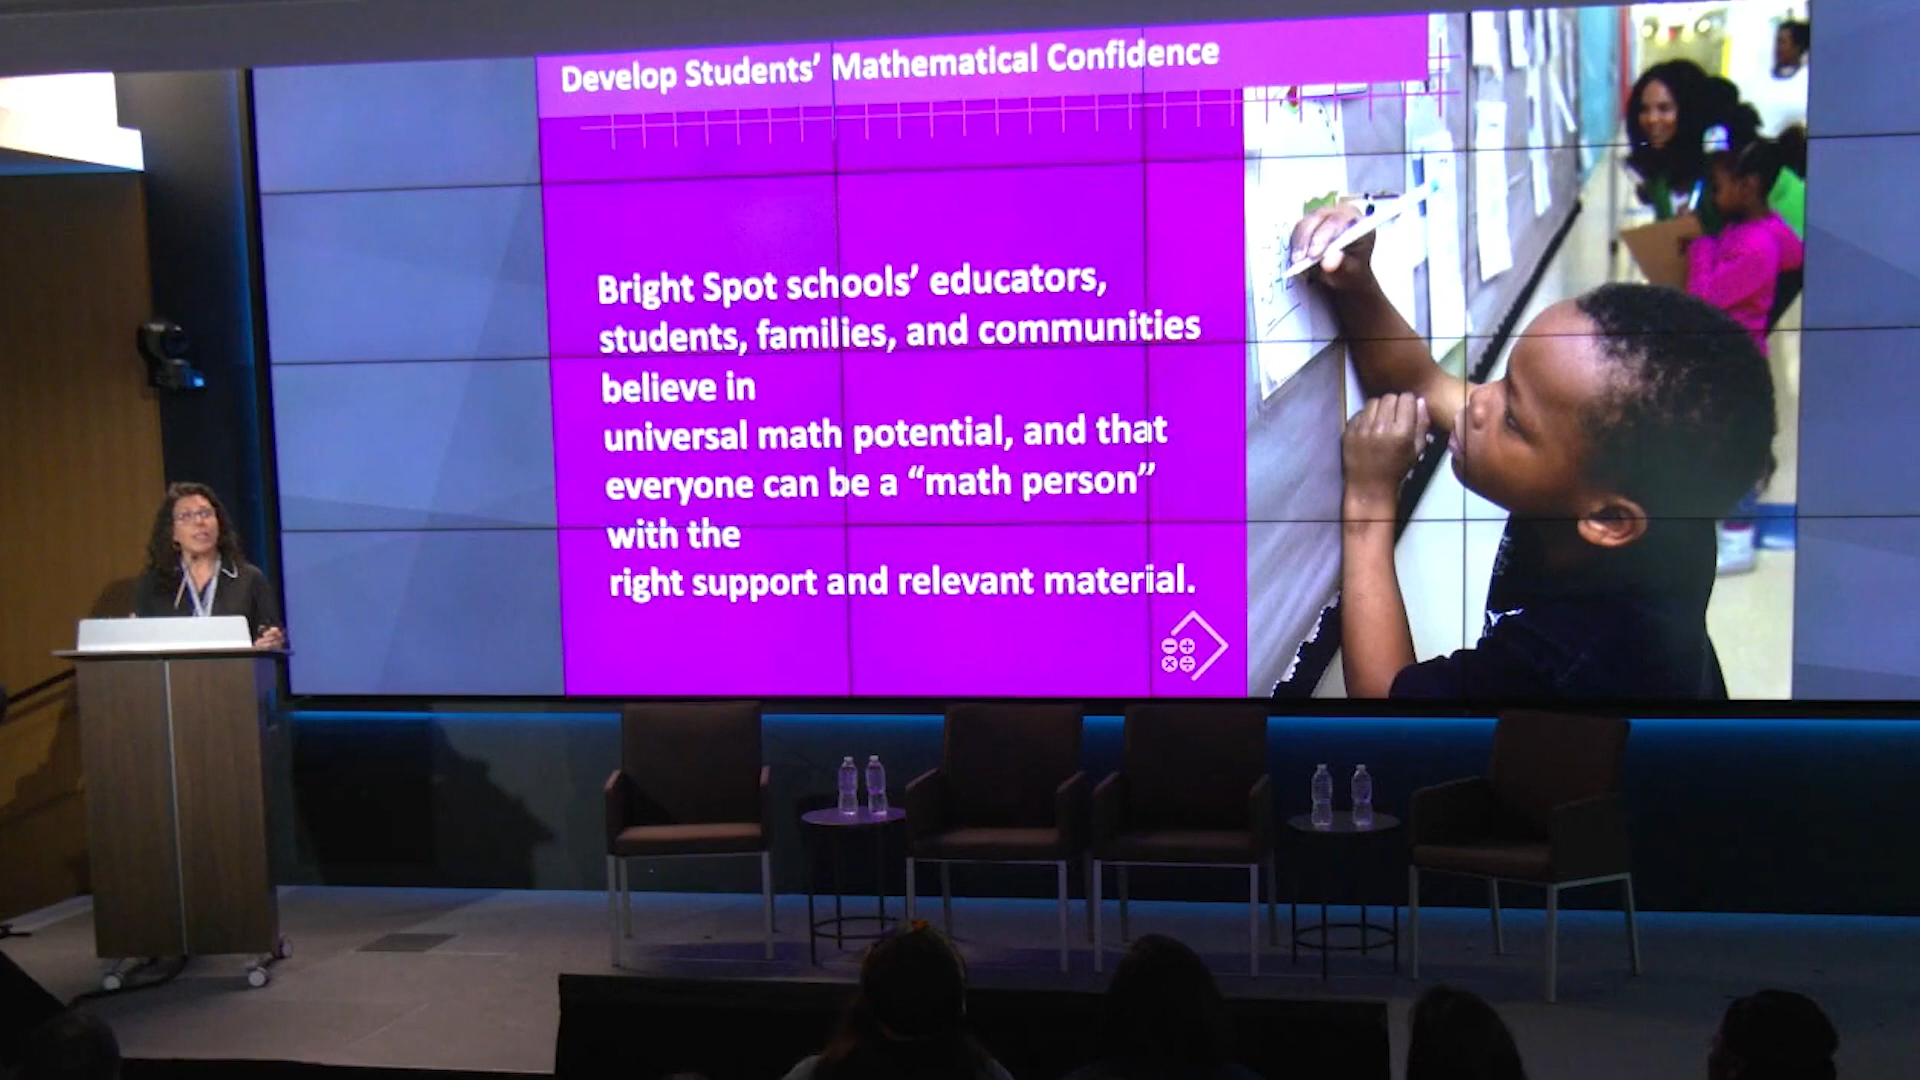 Develop Students’ Mathematical Confidence
Bright Spot schools’ educators,
students, families, and communities
believe in
universal math potential, and that
everyone can be a “math person”
with the
right support and relevant material.